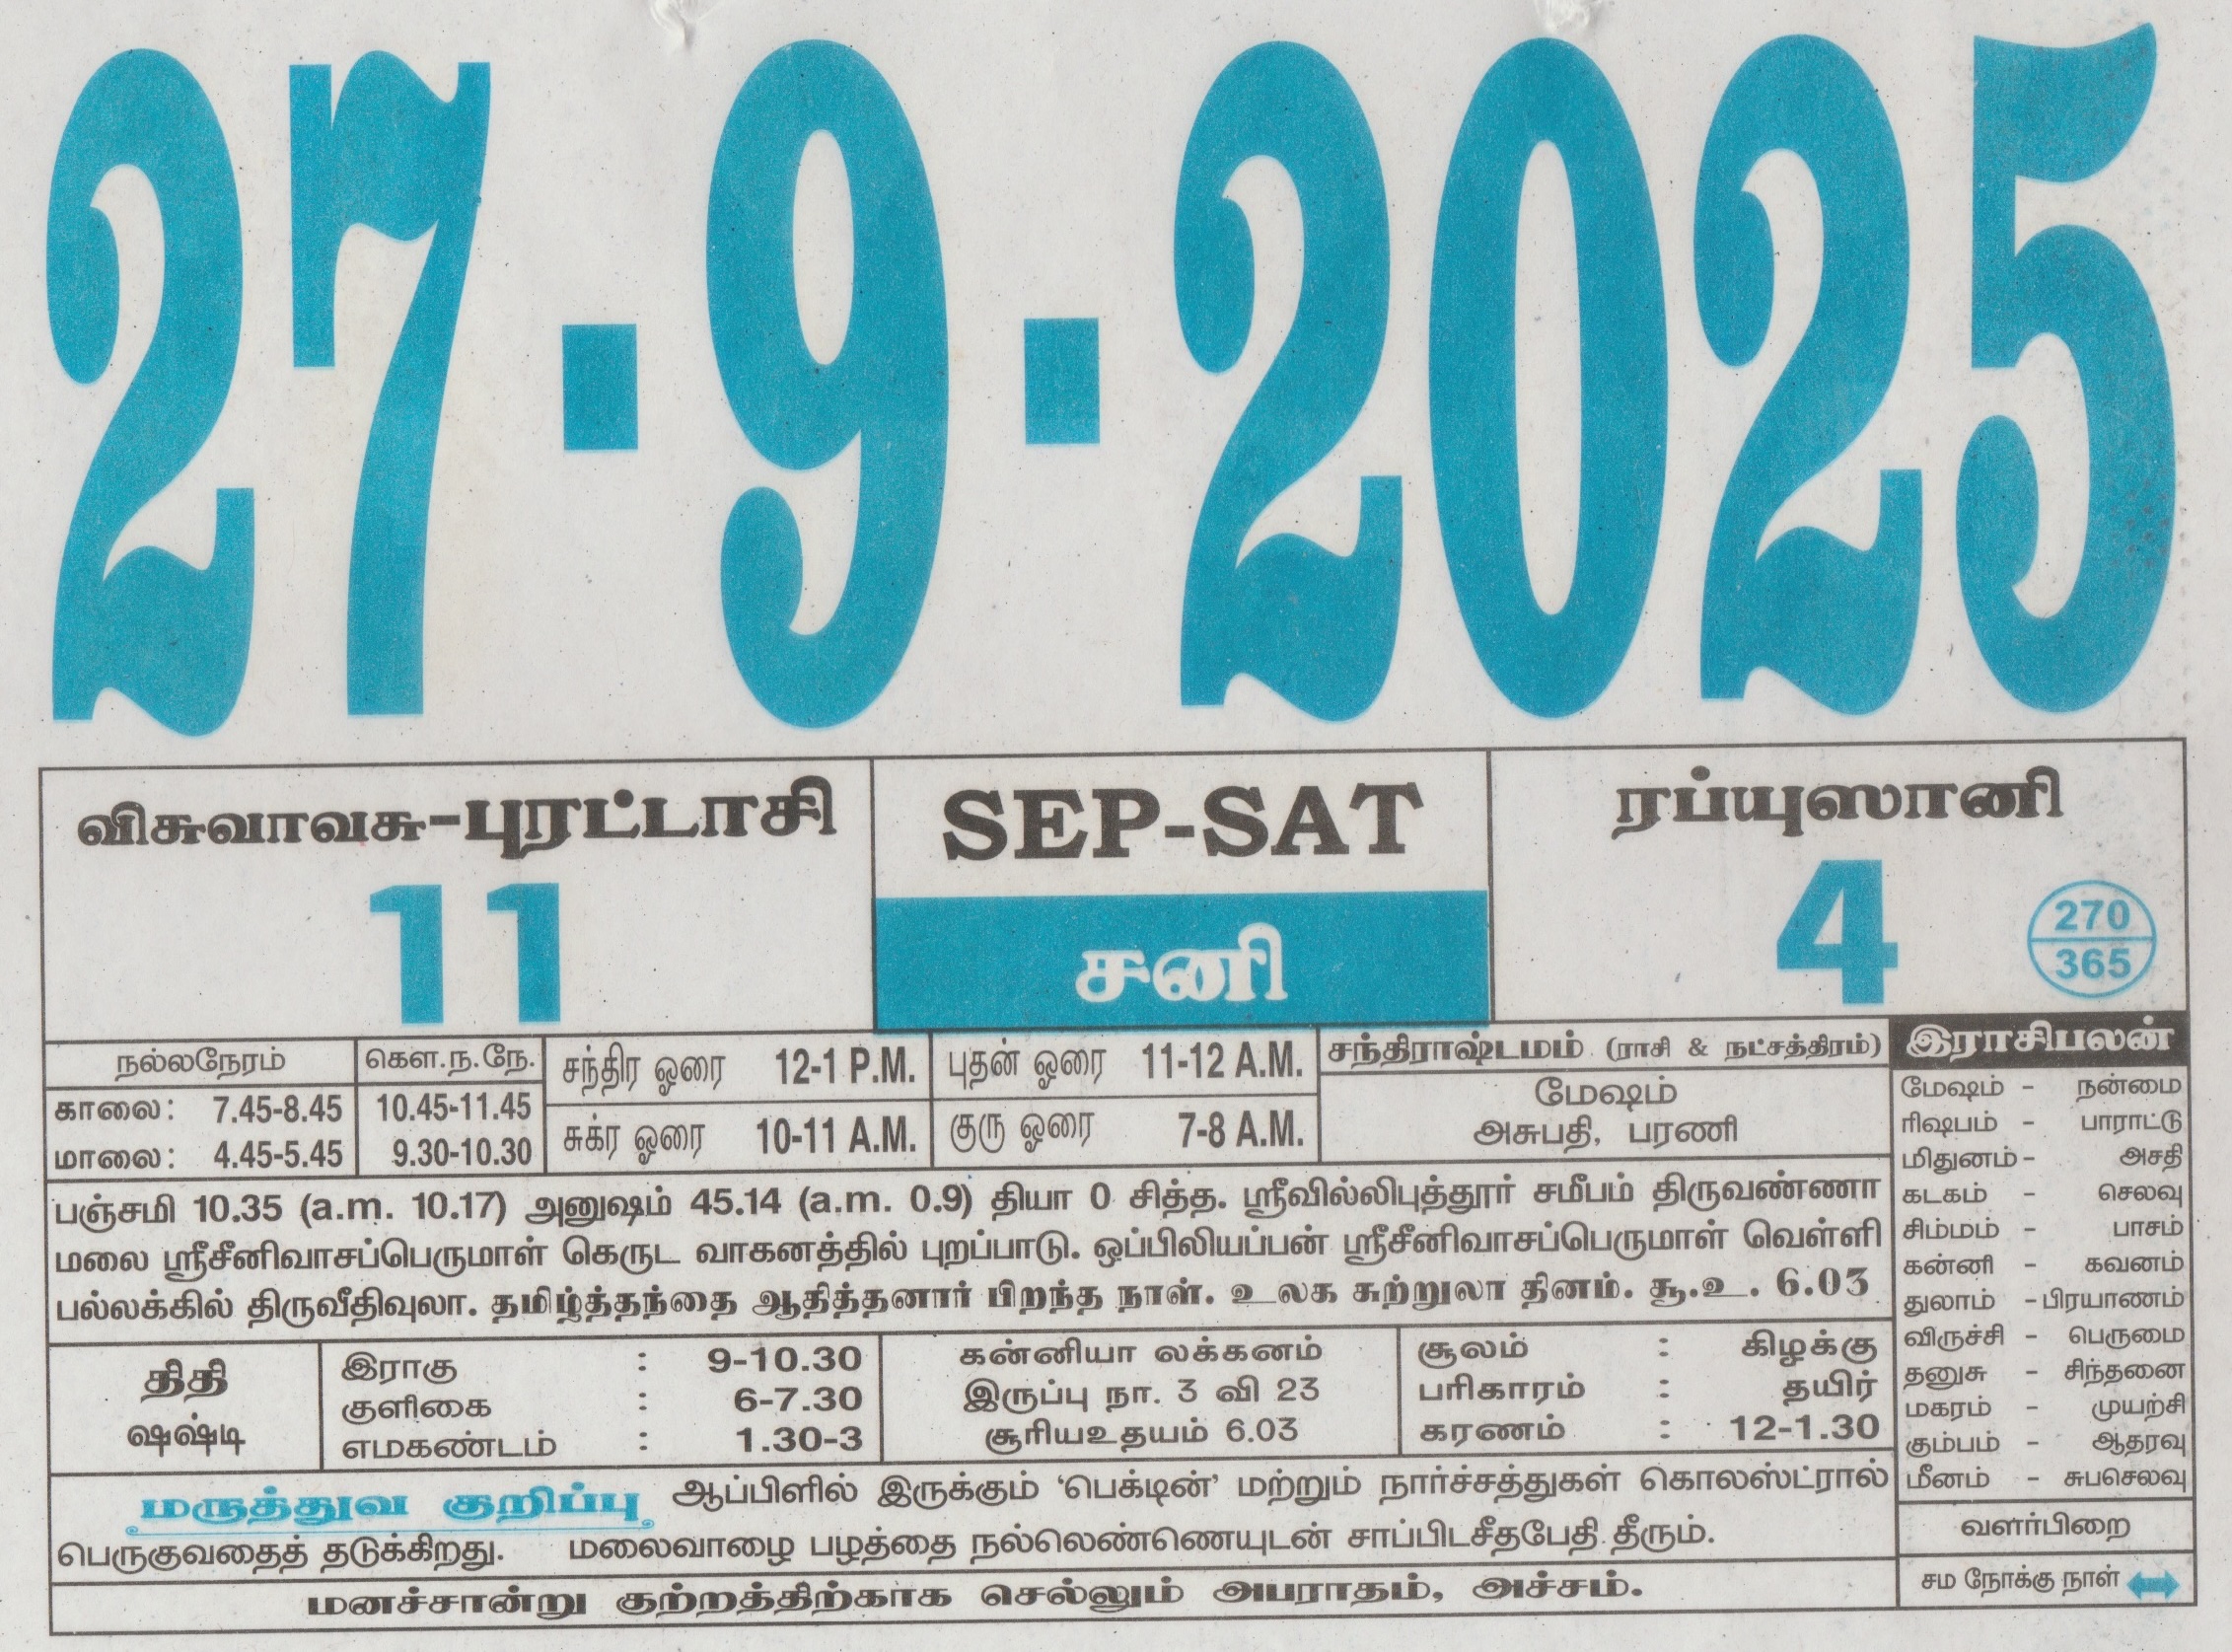 27-9-2025
விசுவாவசு-புரட்டாசி
11
SEP-SAT
சனி
ரப்யுஸானி
4
270
365
நல்லநேரம்
காலை: 7.45-8.45
மாலை: 4.45-5.45
கௌ.ந.நே.
10.45-11.45
9.30-10.30
சந்திர ஓரை 12-1 P.M.
சுக்ர ஓரை 10-11 A.M.
புதன் ஓரை 11-12 A.M.
குரு ஓரை 7-8 A.M.
சந்திராஷ்டமம் (ராசி & நட்சத்திரம்)
மேஷம்
அசுபதி, பரணி
பஞ்சமி 10.35 (a.m. 10.17) அனுஷம் 45.14 (a.m. 0.9) தியா 0 சித்த. ஸ்ரீவில்லிபுத்தூர் சமீபம் திருவண்ணா
மலை ஸ்ரீசீனிவாசப்பெருமாள் கெருட வாகனத்தில் புறப்பாடு. ஒப்பிலியப்பன் ஸ்ரீசீனிவாசப்பெருமாள் வெள்ளி
பல்லக்கில் திருவீதிவுலா. தமிழ்த்தந்தை ஆதித்தனார் பிறந்த நாள். உலக சுற்றுலா தினம். சூ.உ. 6.03
திதி
ஷஷ்டி
இராகு : 9-10.30
குளிகை : 6-7.30
எமகண்டம் : 1.30-3
கன்னியா லக்கனம்
இருப்பு நா. 3 வி 23
சூரியஉதயம் 6.03
சூலம் : கிழக்கு
பரிகாரம் : தயிர்
கரணம் : 12-1.30
மருத்துவ குறிப்பு ஆப்பிளில் இருக்கும் ‘பெக்டின்’ மற்றும் நார்ச்சத்துகள் கொலஸ்ட்ரால்
பெருகுவதைத் தடுக்கிறது. மலைவாழை பழத்தை நல்லெண்ணெயுடன் சாப்பிடசீதபேதி தீரும்.
மனச்சான்று குற்றத்திற்காக செல்லும் அபராதம், அச்சம்.
இராசிபலன்
மேஷம் - நன்மை
ரிஷபம் - பாராட்டு
மிதுனம் - அசதி
கடகம் - செலவு
சிம்மம் - பாசம்
கன்னி - கவனம்
துலாம் - பிரயாணம்
விருச்சி - பெருமை
தனுசு - சிந்தனை
மகரம் - முயற்சி
கும்பம் - ஆதரவு
மீனம் - சுபசெலவு
வளர்பிறை
சம நோக்கு நாள்